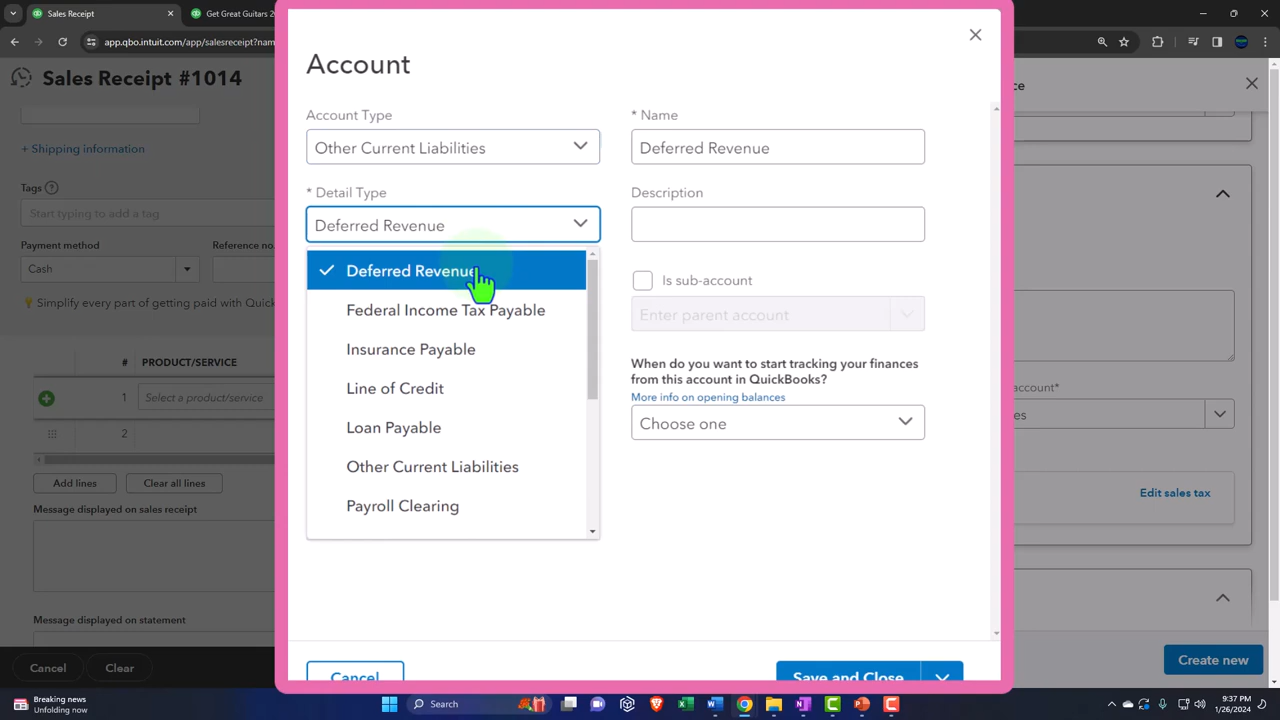 Sales Receipt
Get Great Guitars
app.qbo.intuit.com/app/salesreceipt?name
Sales Receipt #1014
+ Shipping information
Tags
Start typing to add a tag
Payment method
Reference no
Cash
Simplify every part of getting paid with Quick
# PRODUCT/SERVICE
1 Select a product/service
2
Add lines
Clear all lines
Message displayed on sales receipt
Message displayed on statement
Cancel
Clear
Account
Account Type
Other Current Liabilities
* Detail Type
Deferred Revenue
Deferred Revenue
Federal Income Tax Payable
Insurance Payable
Line of Credit
Loan Payable
Other Current Liabilities
Payroll Clearing
* Name
Deferred Revenue
Description
Is sub-account
Enter parent account
When do you want to start tracking your finances
from this account in QuickBooks?
More info on opening balances
Choose one
Cancel
Save and Close
ce
account*
es
Edit sales tax
Create new
Breaking news
Unfolding now
Search
9:37 PM
1/26/2024